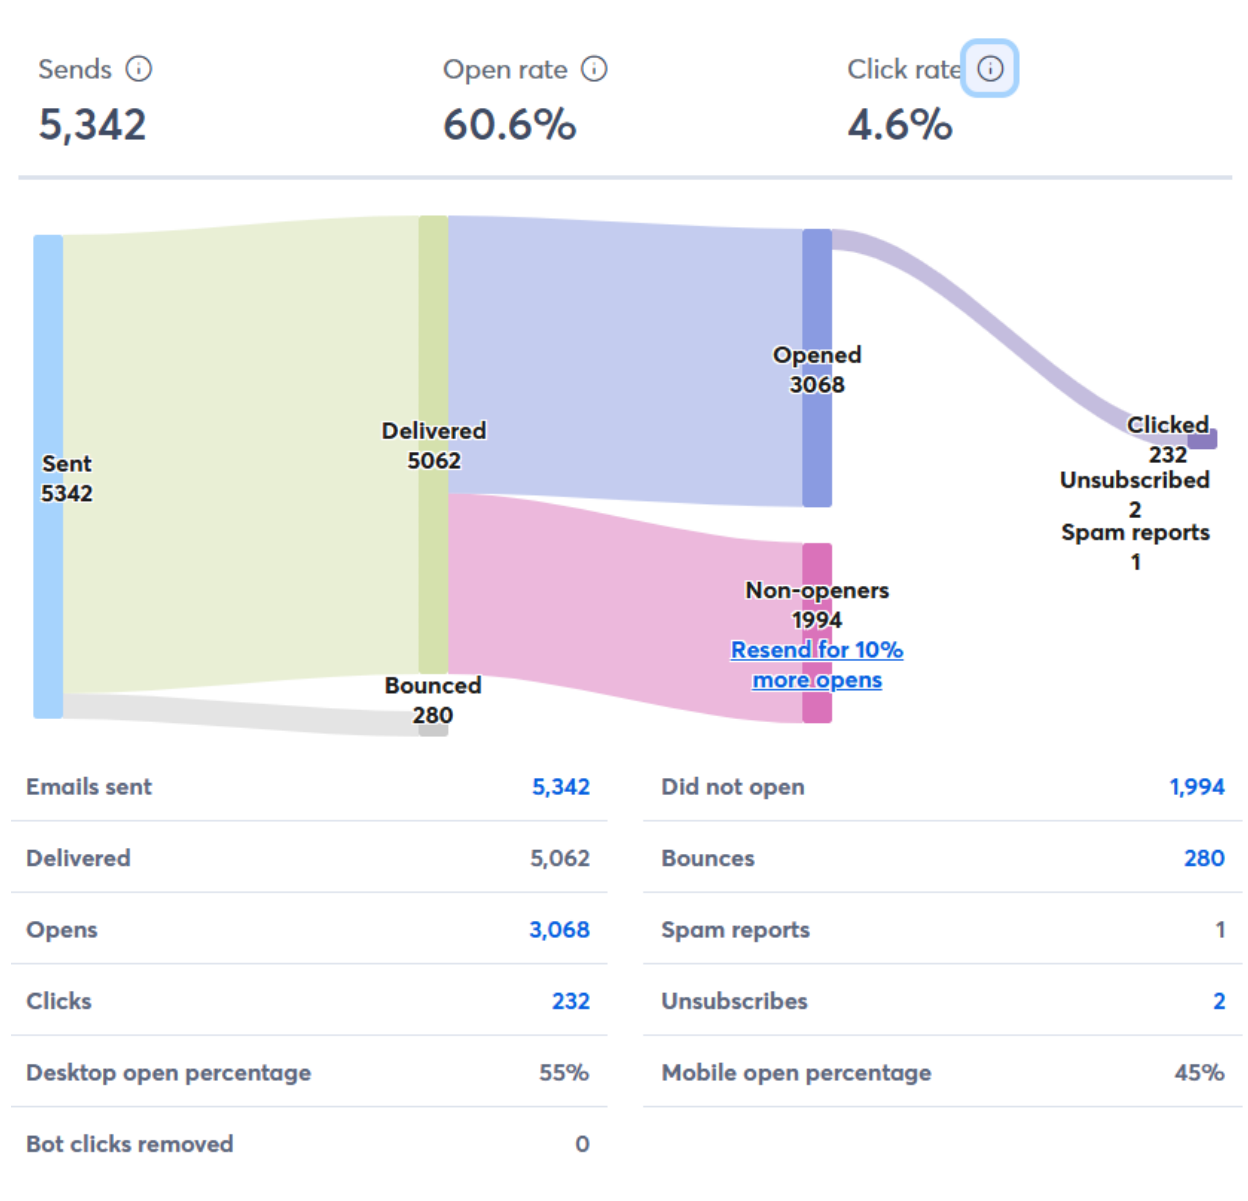 Sends
Open rate
Click rate
5,342
60.6%
4.6%
Opened
3068
Clicked
232
Delivered
5062
Sent
5342
Unsubscribed
2
Spam reports
1
Non-openers
1994
Resend for 10%
more opens
Bounced
280
Emails sent 5,342
Did not open 1,994
Delivered 5,062
Bounces 280
Opens 3,068
Spam reports 1
Clicks 232
Unsubscribes 2
Desktop open percentage 55%
Mobile open percentage 45%
Bot clicks removed 0